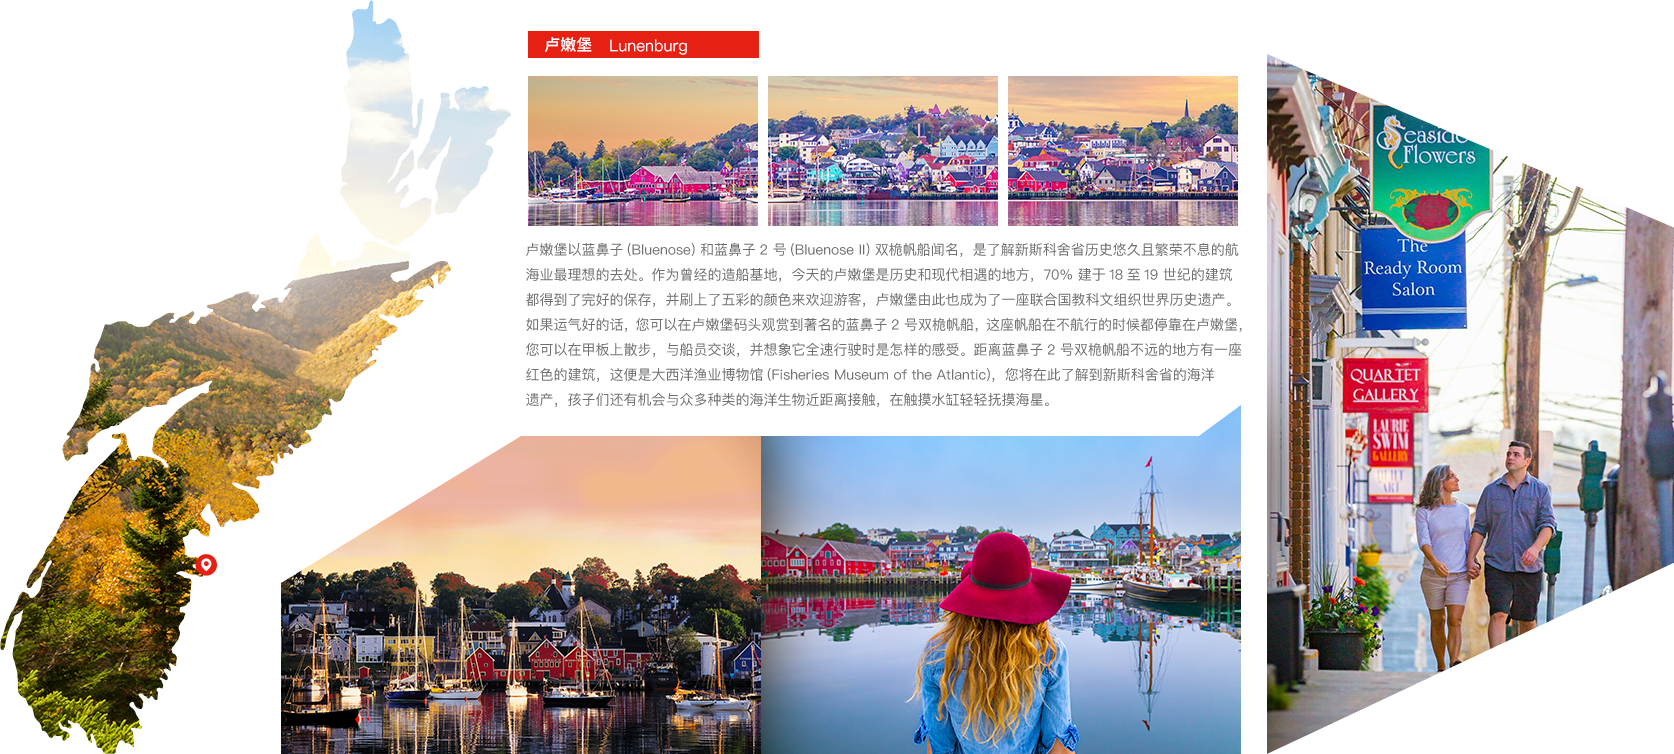 卢嫩堡 Lunenburg
卢嫩堡以蓝鼻子 (Bluenose) 和蓝鼻子 2 号 (Bluenose II) 双桅帆船闻名，是了解新斯科舍省历史悠久且繁荣不息的航
海业最理想的去处。作为曾经的造船基地，今天的卢嫩堡是历史和现代相遇的地方，70% 建于 18 至 19 世纪的建筑
都得到了完好的保存，并刷上了五彩的颜色来欢迎游客，卢嫩堡由此也成为了一座联合国教科文组织世界历史遗产。
如果运气好的话，您可以在卢嫩堡码头观赏到著名的蓝鼻子 2 号双桅帆船，这座帆船在不航行的时候都停靠在卢嫩堡，
您可以在甲板上散步，与船员交谈，并想象它全速行驶时是怎样的感受。距离蓝鼻子 2 号双桅帆船不远的地方有一座
红色的建筑，这便是大西洋渔业博物馆 (Fisheries Museum of the Atlantic)，您将在此了解到新斯科舍省的海洋
遗产，孩子们还有机会与众多种类的海洋生物近距离接触，在触摸水缸轻轻抚摸海星。
Seaside
Flowers
The
Ready Room
Salon
QUARTET
GALLERY
LAURIE
SWIM
GALLERY
QUILT
ART